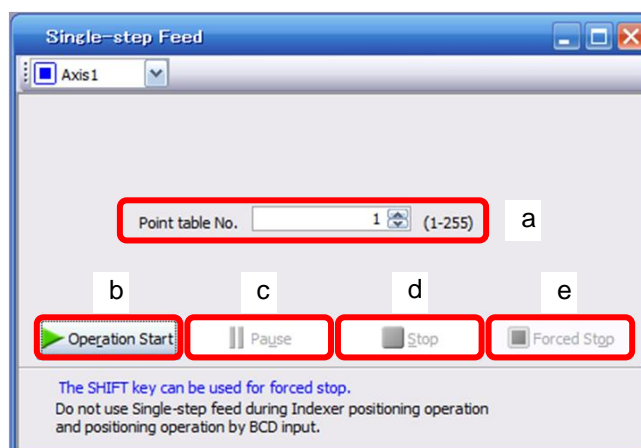 Single-step Feed
Axis1
Point table No. 1 (1-255) a
b c d e
Operation Start Pause Stop Forced Stop
The SHIFT key can be used for forced stop.
Do not use Single-step feed during Indexer positioning operation
and positioning operation by BCD input.